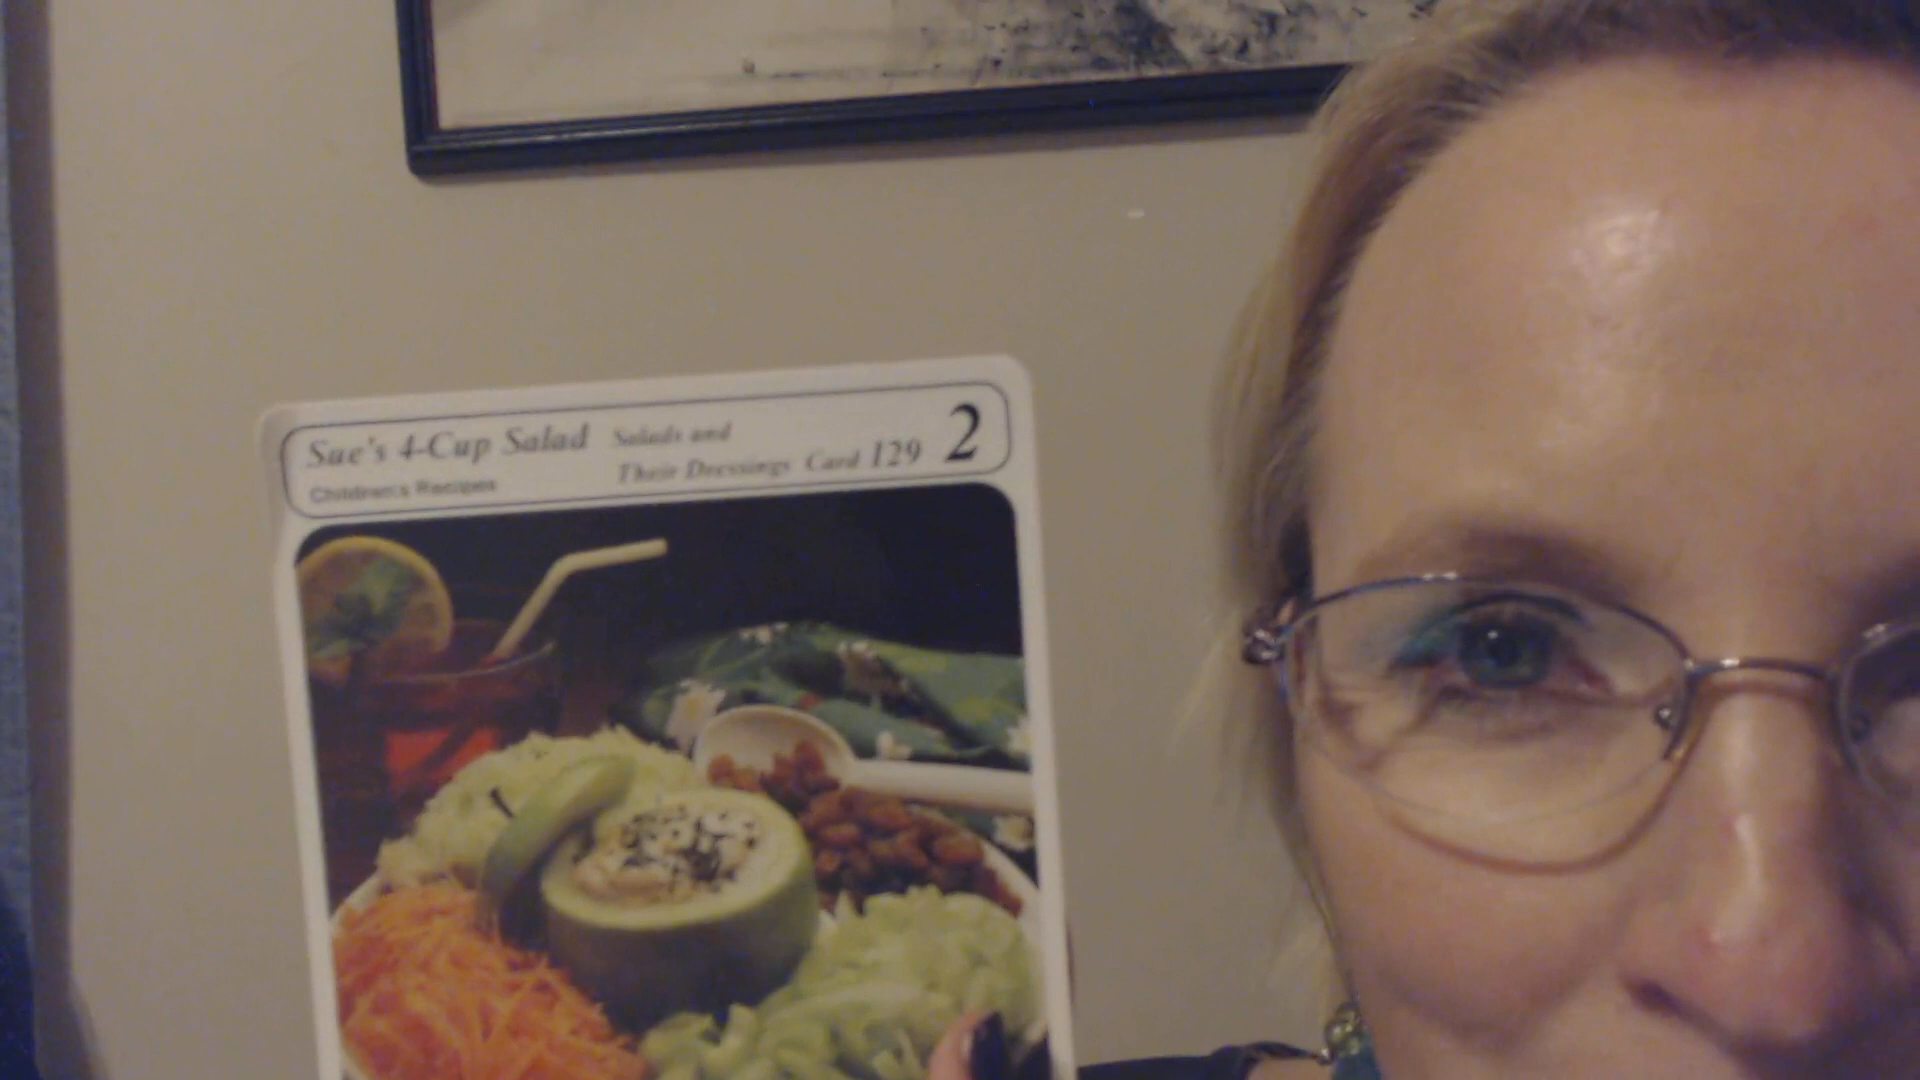 Sue's 4-Cup Salad
Children's Recipes
Salads and
Their Dressings Card 129
2